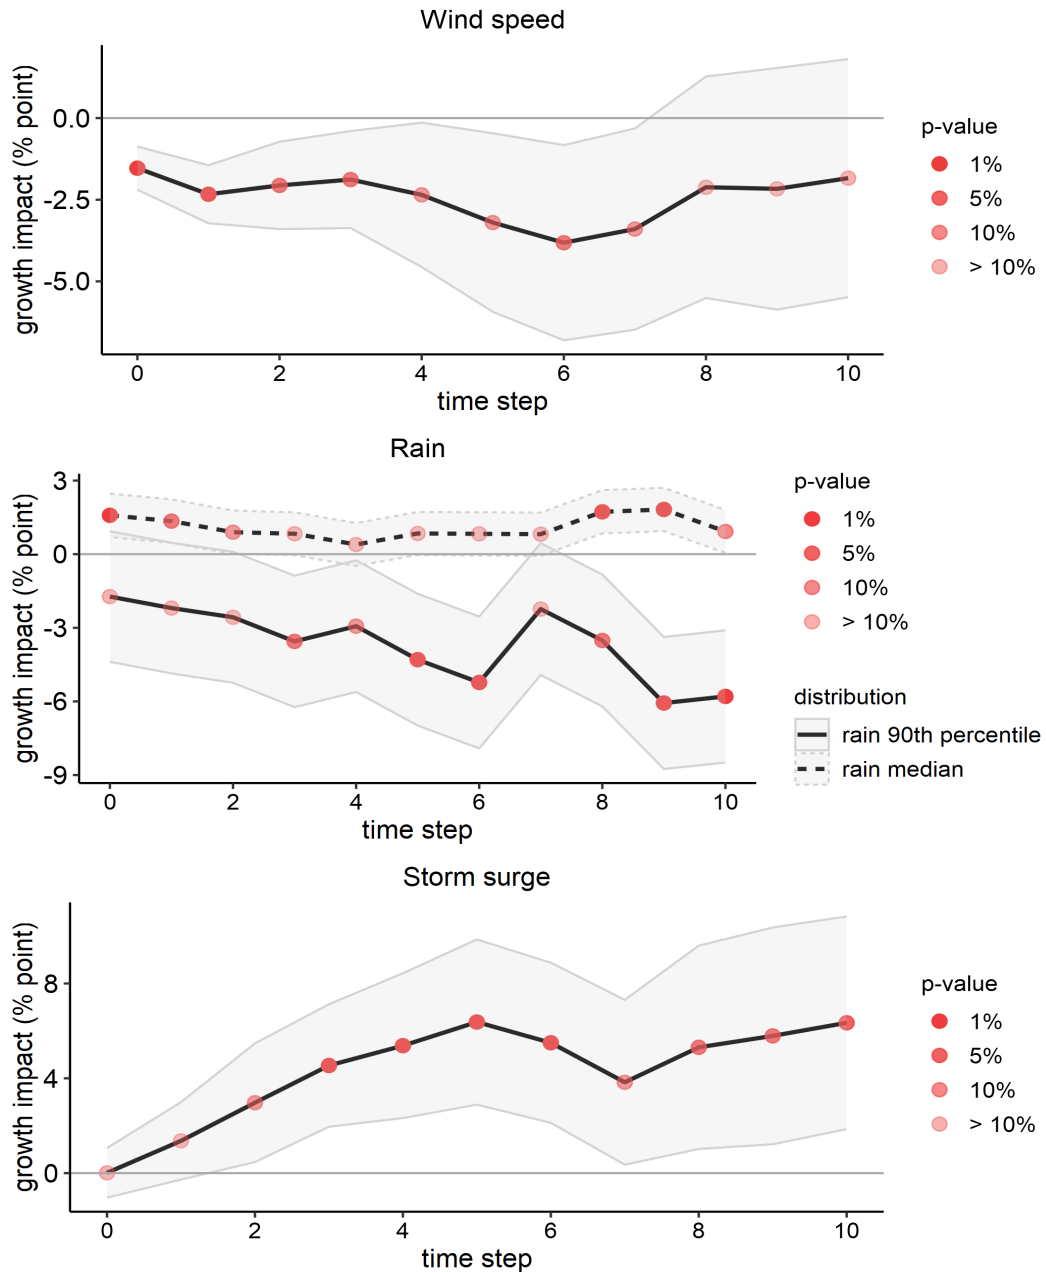 Wind speed
growth impact (% point)
0.0
-2.5
-5.0
0 2 4 6 8 10
time step
p-value
1%
5%
10%
> 10%
Rain
growth impact (% point)
3
0
-3
-6
-9
0 2 4 6 8 10
time step
p-value
1%
5%
10%
> 10%
distribution
rain 90th percentile
rain median
Storm surge
growth impact (% point)
8
4
0
0 2 4 6 8 10
time step
p-value
1%
5%
10%
> 10%